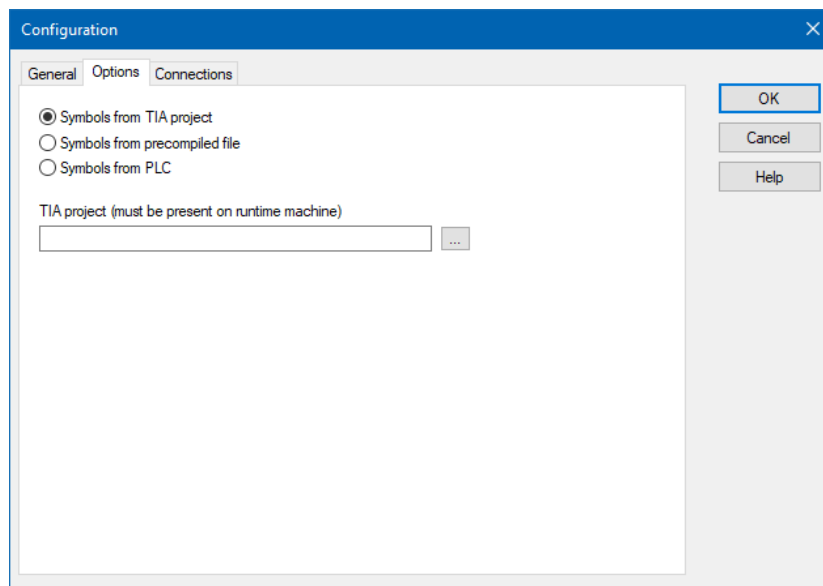 Configuration
General Options Connections
Symbols from TIA project
Symbols from precompiled file
Symbols from PLC
TIA project (must be present on runtime machine)
...
OK
Cancel
Help